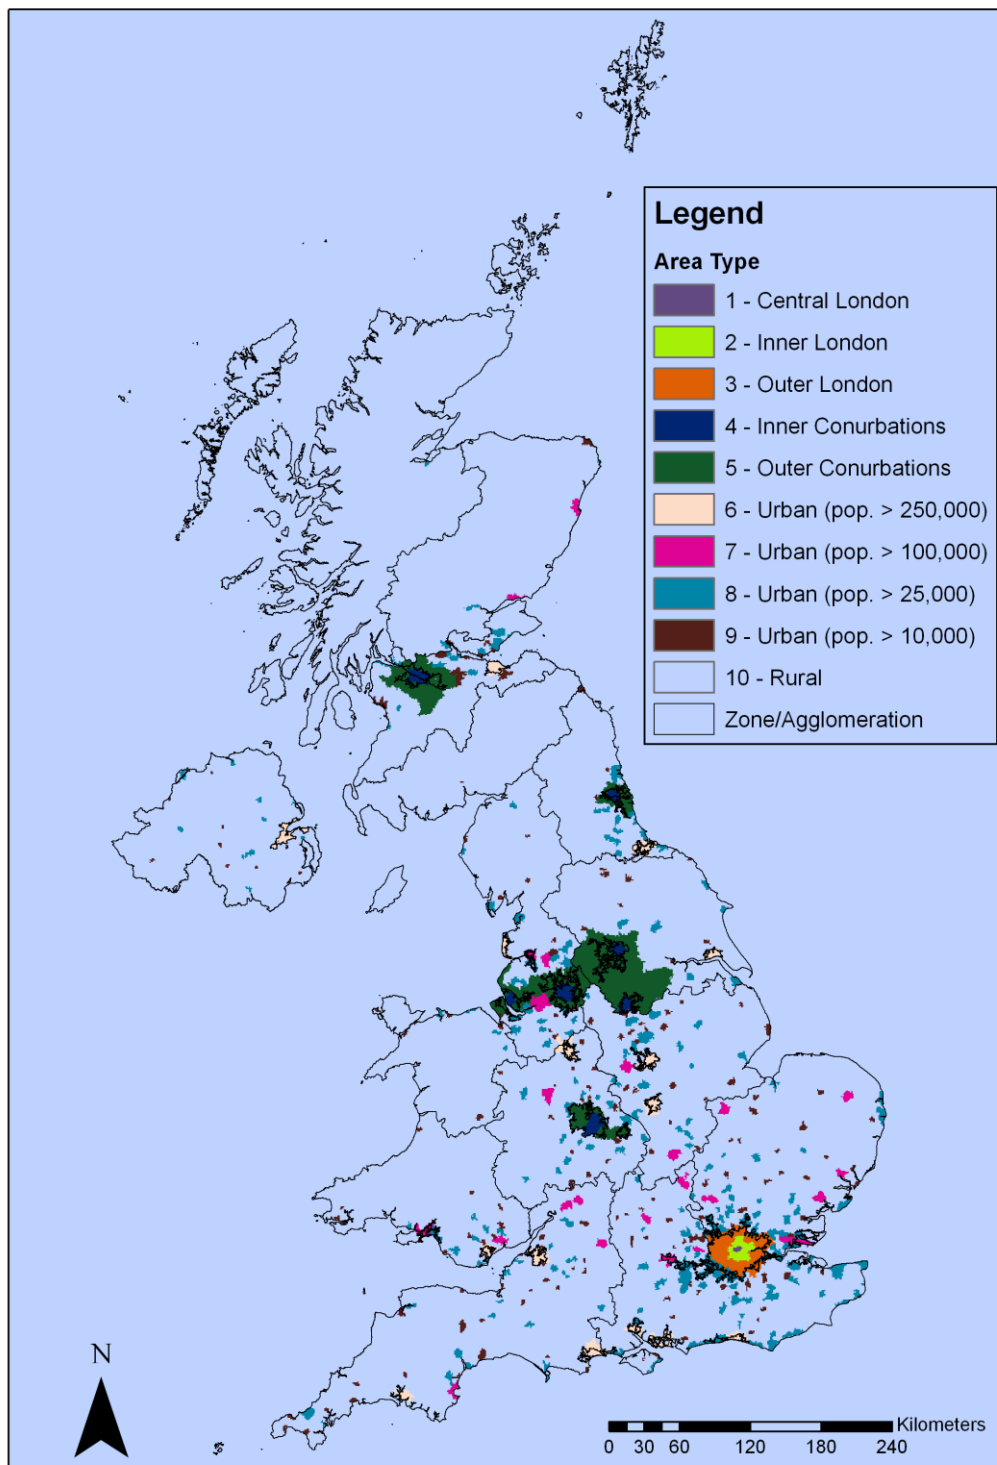 Legend
Area Type
1 - Central London
2 - Inner London
3 - Outer London
4 - Inner Conurbations
5 - Outer Conurbations
6 - Urban (pop. > 250,000)
7 - Urban (pop. > 100,000)
8 - Urban (pop. > 25,000)
9 - Urban (pop. > 10,000)
10 - Rural
Zone/Agglomeration
N
Kilometers
0 30 60 120 180 240